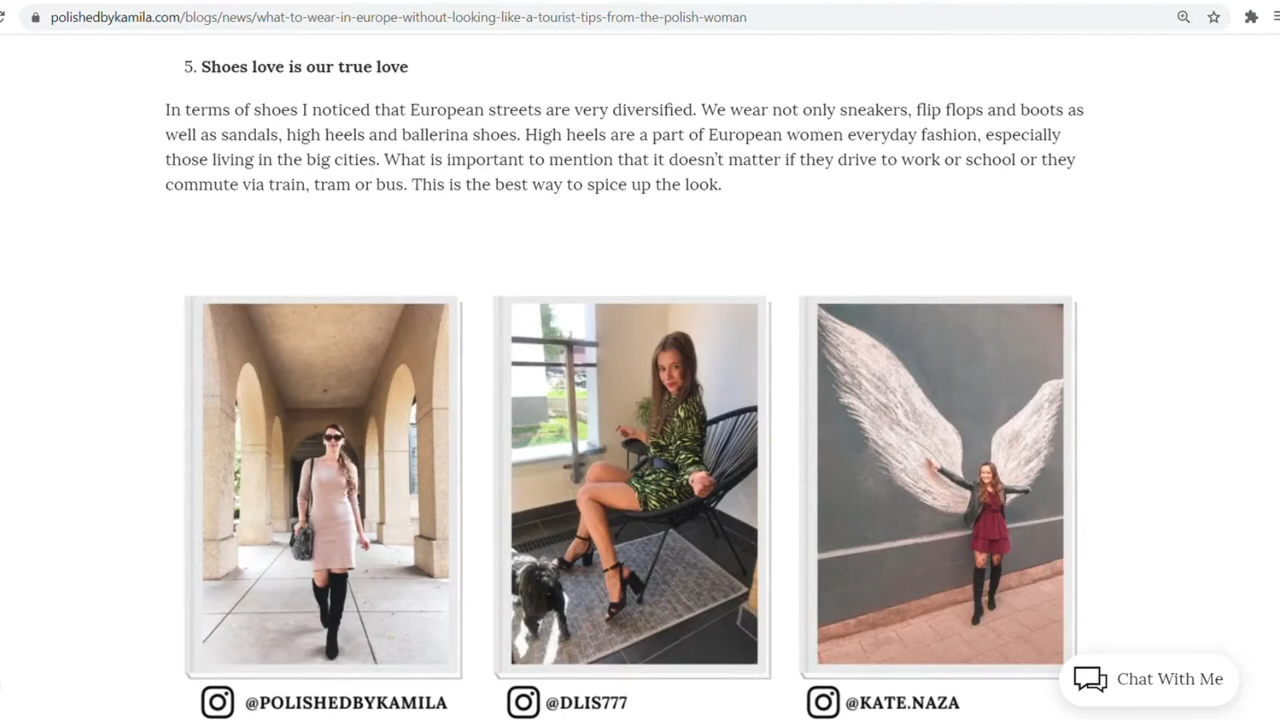 polishedbykamila.com/blogs/news/what-to-wear-in-europe-without-looking-like-a-tourist-tips-from-the-polish-woman
5. Shoes love is our true love
In terms of shoes I noticed that European streets are very diversified. We wear not only sneakers, flip flops and boots as
well as sandals, high heels and ballerina shoes. High heels are a part of European women everyday fashion, especially
those living in the big cities. What is important to mention that it doesn't matter if they drive to work or school or they
commute via train, tram or bus. This is the best way to spice up the look.
@POLISHEDBYKAMILA
@DLIS777
@KATE.NAZA
Chat With Me